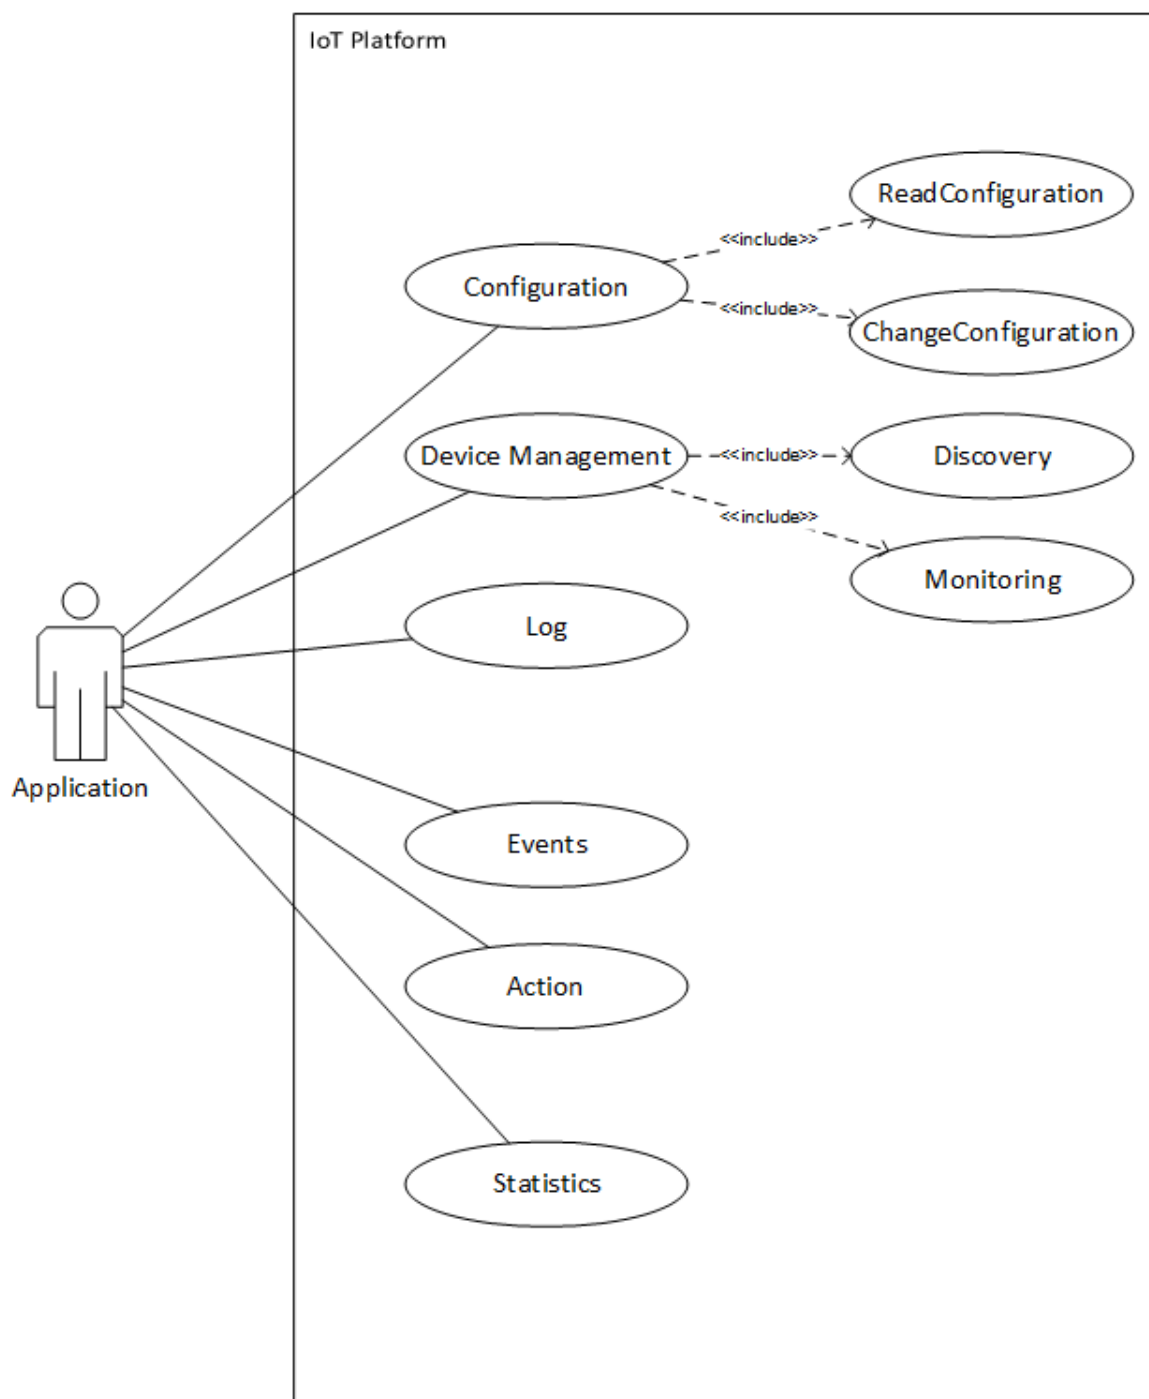 IoT Platform
ReadConfiguration
<<include>>
Configuration
<<include>>
ChangeConfiguration
Device Management
<<include>>
Discovery
<<include>>
Monitoring
Log
Application
Events
Action
Statistics